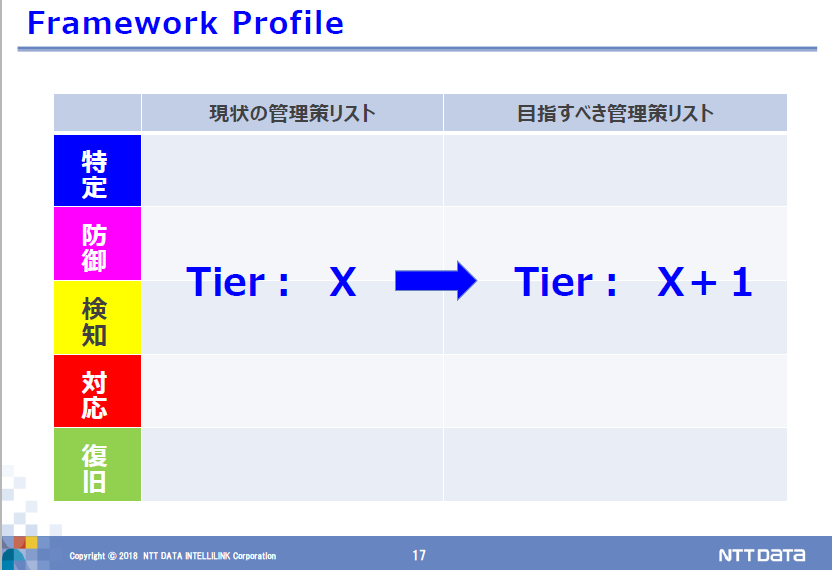 Framework Profile
現状の管理策リスト 目指すべき管理策リスト
特定
防御
Tier： X Tier： X＋１
検知
対応
復旧
Copyright © 2018 NTT DATA INTELLILINK Corporation 17 NTT DATA